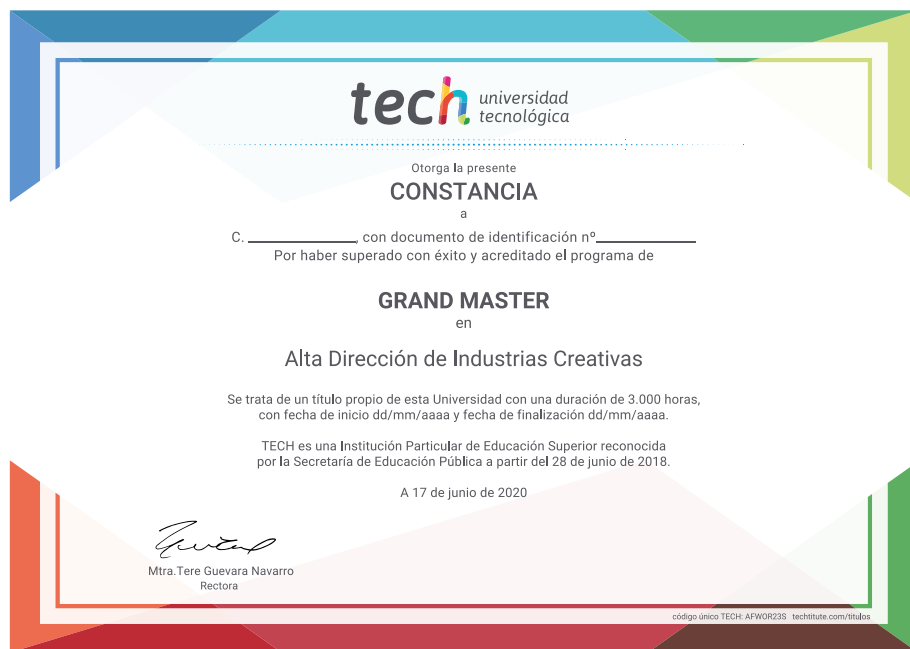 tech universidad
tecnológica
Otorga la presente
CONSTANCIA
a
C. ____________, con documento de identificación nº____________
Por haber superado con éxito y acreditado el programa de
GRAND MASTER
en
Alta Dirección de Industrias Creativas
Se trata de un título propio de esta Universidad con una duración de 3.000 horas,
con fecha de inicio dd/mm/aaaa y fecha de finalización dd/mm/aaaa.
TECH es una Institución Particular de Educación Superior reconocida
por la Secretaría de Educación Pública a partir del 28 de junio de 2018.
A 17 de junio de 2020
Mtra.Tere Guevara Navarro
Rectora
código único TECH: AFWOR23S techtitute.com/titulos